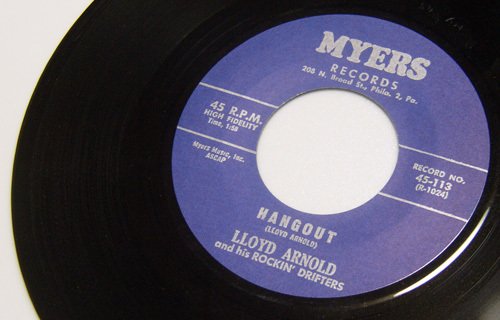 MYERS
RECORDS
208 N. Broad St., Phila. 2, Pa.
45 R.P.M.
HIGH FIDELITY
Time, 1:58
Myers Music, Inc.
ASCAP
RECORD NO.
45-113
(R-1024)
HANGOUT
(LLOYD ARNOLD)
LLOYD ARNOLD
and his ROCKIN' DRIFTERS